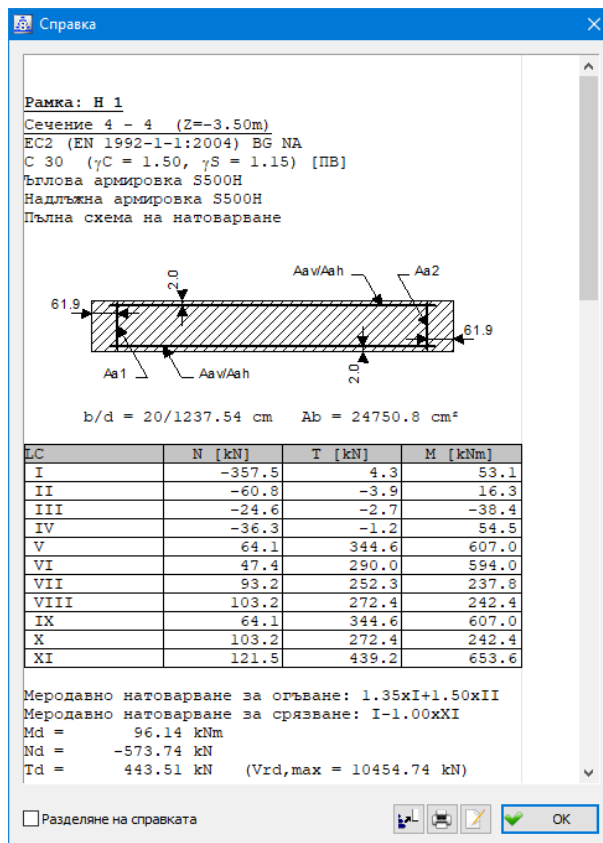 Справка
Рамка: H 1
Сечение 4 - 4 (Z=-3.50m)
EC2 (EN 1992-1-1:2004) BG NA
C 30 (γC = 1.50, γS = 1.15) [ПВ]
Ъглова армировка S500H
Надлъжна армировка S500H
Пълна схема на натоварване
2.0 Aav/Aah Aa2
61.9
61.9
Aa1 Aav/Aah 2.0
b/d = 20/1237.54 cm Ab = 24750.8 cm²
LC N [kN] T [kN] M [kNm]
I -357.5 4.3 53.1
II -60.8 -3.9 16.3
III -24.6 -2.7 -38.4
IV -36.3 -1.2 54.5
V 64.1 344.6 607.0
VI 47.4 290.0 594.0
VII 93.2 252.3 237.8
VIII 103.2 272.4 242.4
IX 64.1 344.6 607.0
X 103.2 272.4 242.4
XI 121.5 439.2 653.6
Меродавно натоварване за огъване: 1.35xI+1.50xII
Меродавно натоварване за срязване: I-1.00xXI
Md = 96.14 kNm
Nd = -573.74 kN
Td = 443.51 kN (Vrd,max = 10454.74 kN)
Разделяне на справката
OK